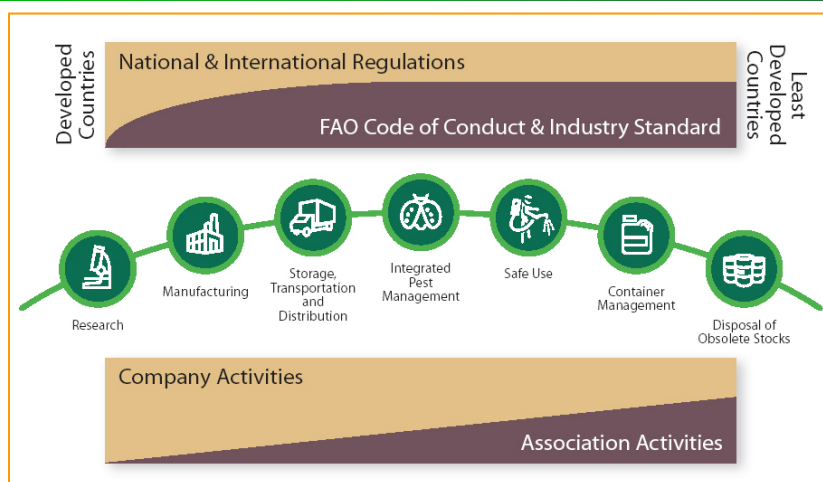 Developed
Countries
National & International Regulations
FAO Code of Conduct & Industry Standard
Least
Developed
Countries
Research
Manufacturing
Storage,
Transportation
and
Distribution
Integrated
Pest
Management
Safe Use
Container
Management
Disposal of
Obsolete Stocks
Company Activities
Association Activities